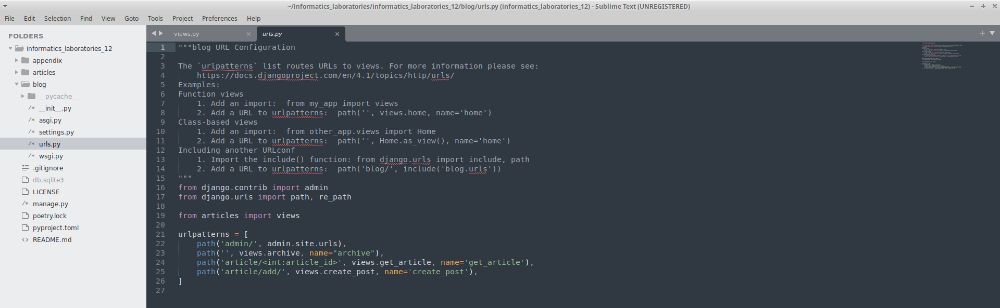 ~/informatics_laboratories/informatics_laboratories_12/blog/urls.py (informatics_laboratories_12) - Sublime Text (UNREGISTERED)
File Edit Selection Find View Goto Tools Project Preferences Help
FOLDERS
informatics_laboratories_12
appendix
articles
blog
__pycache__
/* __init__.py
/* asgi.py
/* settings.py
/* urls.py
/* wsgi.py
.gitignore
db.sqlite3
LICENSE
/* manage.py
poetry.lock
pyproject.toml
<> README.md
views.py × urls.py ×
1 """blog URL Configuration
2
3 The `urlpatterns` list routes URLs to views. For more information please see:
4     https://docs.djangoproject.com/en/4.1/topics/http/urls/
5 Examples:
6 Function views
7     1. Add an import:  from my_app import views
8     2. Add a URL to urlpatterns:  path('', views.home, name='home')
9 Class-based views
10     1. Add an import:  from other_app.views import Home
11     2. Add a URL to urlpatterns:  path('', Home.as_view(), name='home')
12 Including another URLconf
13     1. Import the include() function: from django.urls import include, path
14     2. Add a URL to urlpatterns:  path('blog/', include('blog.urls'))
15 """
16 from django.contrib import admin
17 from django.urls import path, re_path
18
19 from articles import views
20
21 urlpatterns = [
22     path('admin/', admin.site.urls),
23     path('', views.archive, name="archive"),
24     path('article/<int:article_id>', views.get_article, name='get_article'),
25     path('article/add/', views.create_post, name='create_post'),
26 ]
27